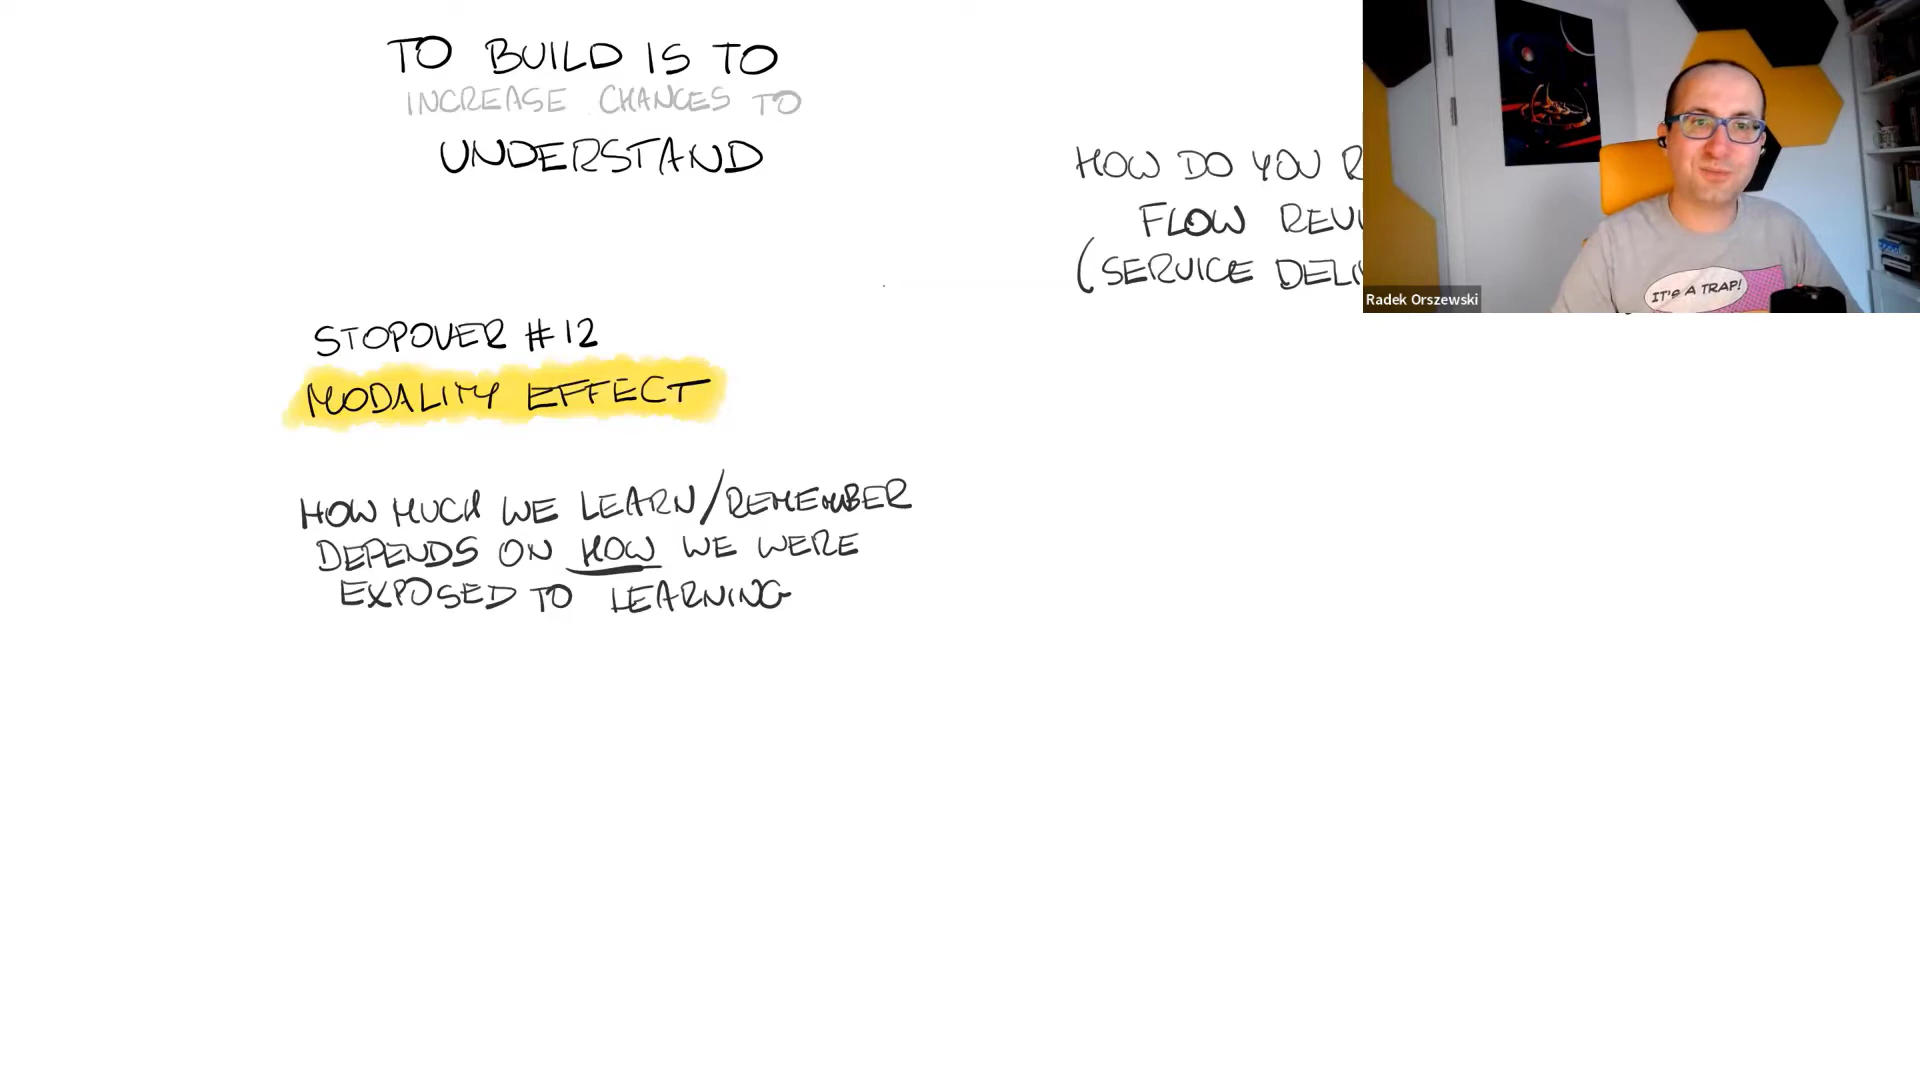 TO BUILD IS TO
INCREASE CHANCES TO
UNDERSTAND
STOPOVER #12
MODALITY EFFECT
HOW MUCH WE LEARN/REMEMBER
DEPENDS ON HOW WE WERE
EXPOSED TO LEARNING
HOW DO YOU
FLOW
(SERVICE
IT'S A TRAP!
Radek Orszewski